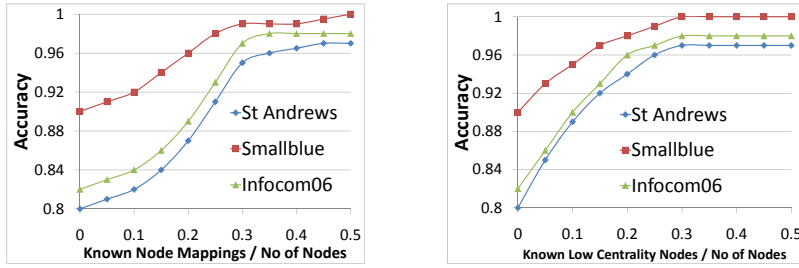 1
0.96
0.92
0.88
0.84
0.8
Accuracy
St Andrews
Smallblue
Infocom06
0 0.1 0.2 0.3 0.4 0.5
Known Node Mappings / No of Nodes
1
0.96
0.92
0.88
0.84
0.8
Accuracy
St Andrews
Smallblue
Infocom06
0 0.1 0.2 0.3 0.4 0.5
Known Low Centrality Nodes / No of Nodes